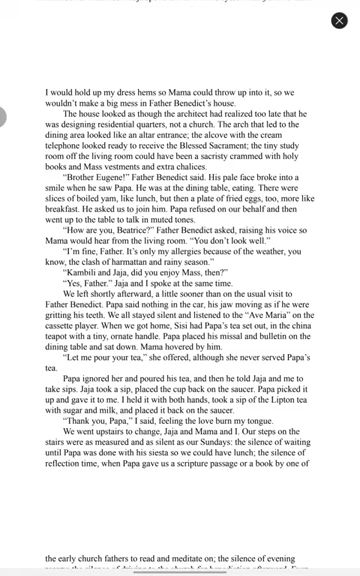 I would hold up my dress hems so Mama could throw up into it, so we
wouldn't make a big mess in Father Benedict's house.
The house looked as though the architect had realized too late that he
was designing residential quarters, not a church. The arch that led to the
dining area looked like an altar entrance; the alcove with the cream
telephone looked ready to receive the Blessed Sacrament; the tiny study
room off the living room could have been a sacristy crammed with holy
books and Mass vestments and extra chalices.
“Brother Eugene!” Father Benedict said. His pale face broke into a
smile when he saw Papa. He was at the dining table, eating. There were
slices of boiled yam, like lunch, but then a plate of fried eggs, too, more like
breakfast. He asked us to join him. Papa refused on our behalf and then
went up to the table to talk in muted tones.
“How are you, Beatrice?” Father Benedict asked, raising his voice so
Mama would hear from the living room. “You don't look well.”
“I'm fine, Father. It's only my allergies because of the weather, you
know, the clash of harmattan and rainy season.”
“Kambili and Jaja, did you enjoy Mass, then?”
“Yes, Father.” Jaja and I spoke at the same time.
We left shortly afterward, a little sooner than on the usual visit to
Father Benedict. Papa said nothing in the car, his jaw moving as if he were
gritting his teeth. We all stayed silent and listened to the “Ave Maria” on the
cassette player. When we got home, Sisi had Papa's tea set out, in the china
teapot with a tiny, ornate handle. Papa placed his missal and bulletin on the
dining table and sat down. Mama hovered by him.
“Let me pour your tea,” she offered, although she never served Papa's
tea.
Papa ignored her and poured his tea, and then he told Jaja and me to
take sips. Jaja took a sip, placed the cup back on the saucer. Papa picked it
up and gave it to me. I held it with both hands, took a sip of the Lipton tea
with sugar and milk, and placed it back on the saucer.
“Thank you, Papa,” I said, feeling the love burn my tongue.
We went upstairs to change, Jaja and Mama and I. Our steps on the
stairs were as measured and as silent as our Sundays: the silence of waiting
until Papa was done with his siesta so we could have lunch; the silence of
reflection time, when Papa gave us a scripture passage or a book by one of
the early church fathers to read and meditate on; the silence of evening